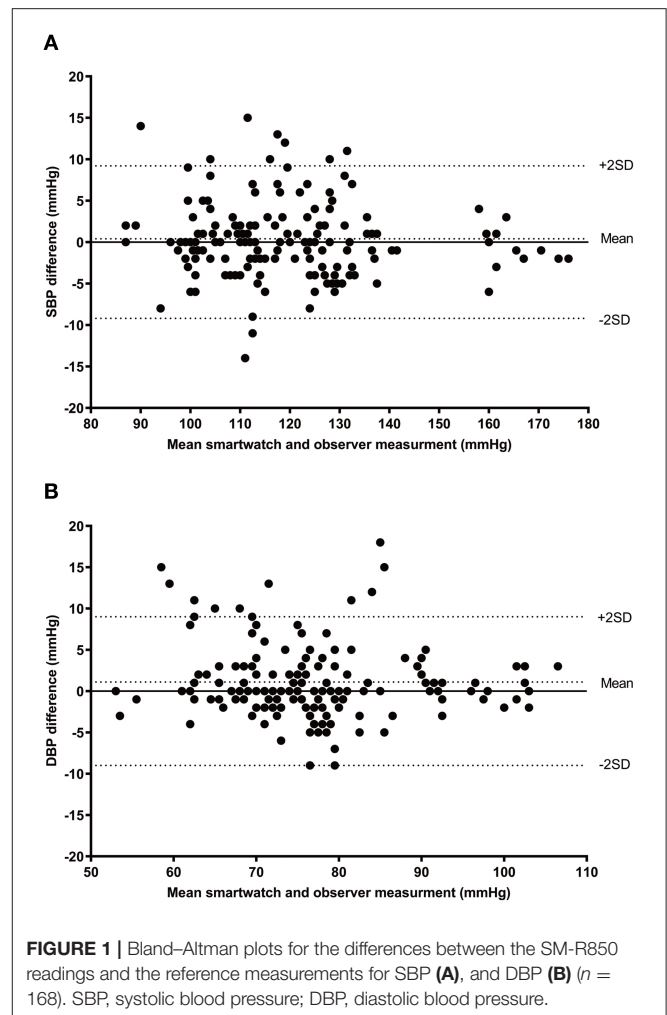 A
20
15
10
5
0
-5
-10
-15
-20
SBP difference (mmHg)
+2SD
Mean
-2SD
80 90 100 110 120 130 140 150 160 170 180
Mean smartwatch and observer measurment (mmHg)
B
20
15
10
5
0
-5
-10
-15
-20
DBP difference (mmHg)
+2SD
Mean
-2SD
50 60 70 80 90 100 110
Mean smartwatch and observer measurment (mmHg)
FIGURE 1 | Bland–Altman plots for the differences between the SM-R850
readings and the reference measurements for SBP (A), and DBP (B) (n =
168). SBP, systolic blood pressure; DBP, diastolic blood pressure.